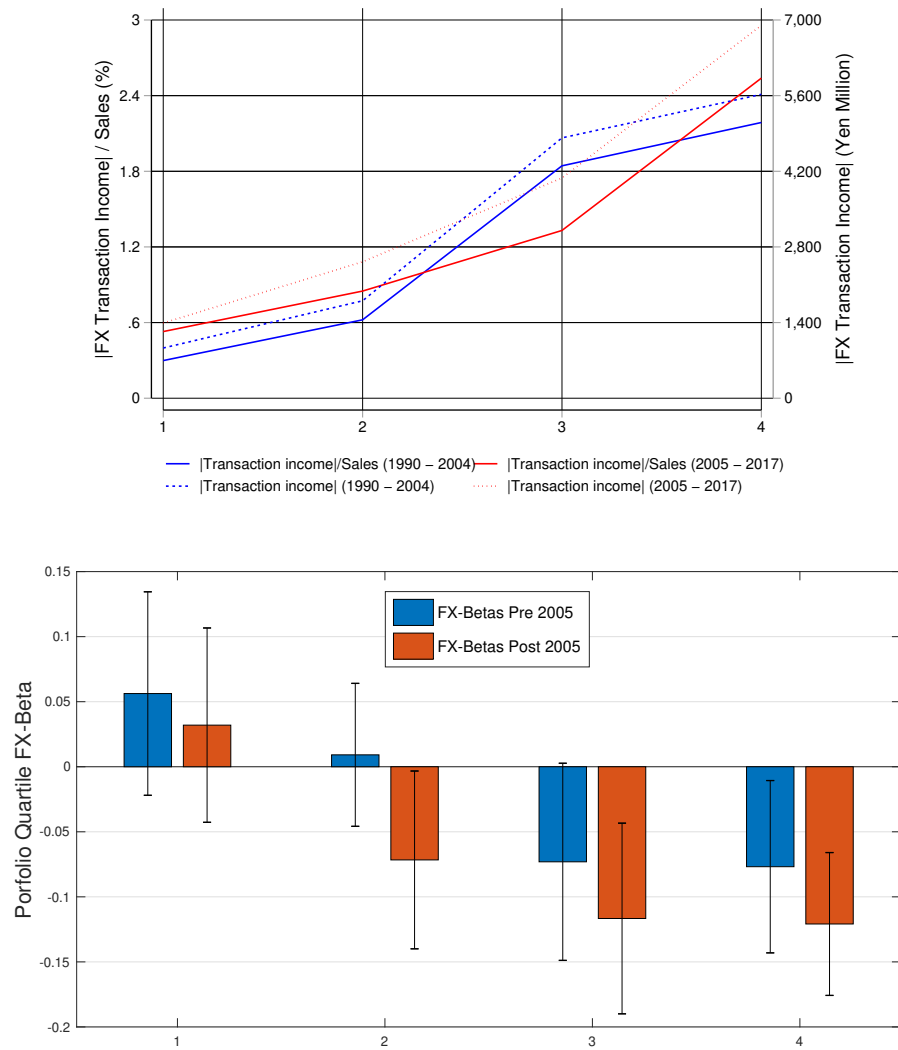 |FX Transaction Income| / Sales (%)
3
2.4
1.8
1.2
.6
0
7,000
5,600
4,200
2,800
1,400
0
|FX Transaction Income| (Yen Million)
1 2 3 4
|Transaction income|/Sales (1990 − 2004) |Transaction income|/Sales (2005 − 2017)
|Transaction income| (1990 − 2004) |Transaction income| (2005 − 2017)
Porfolio Quartile FX-Beta
0.15
0.1
0.05
0
-0.05
-0.1
-0.15
-0.2
FX-Betas Pre 2005
FX-Betas Post 2005
1 2 3 4